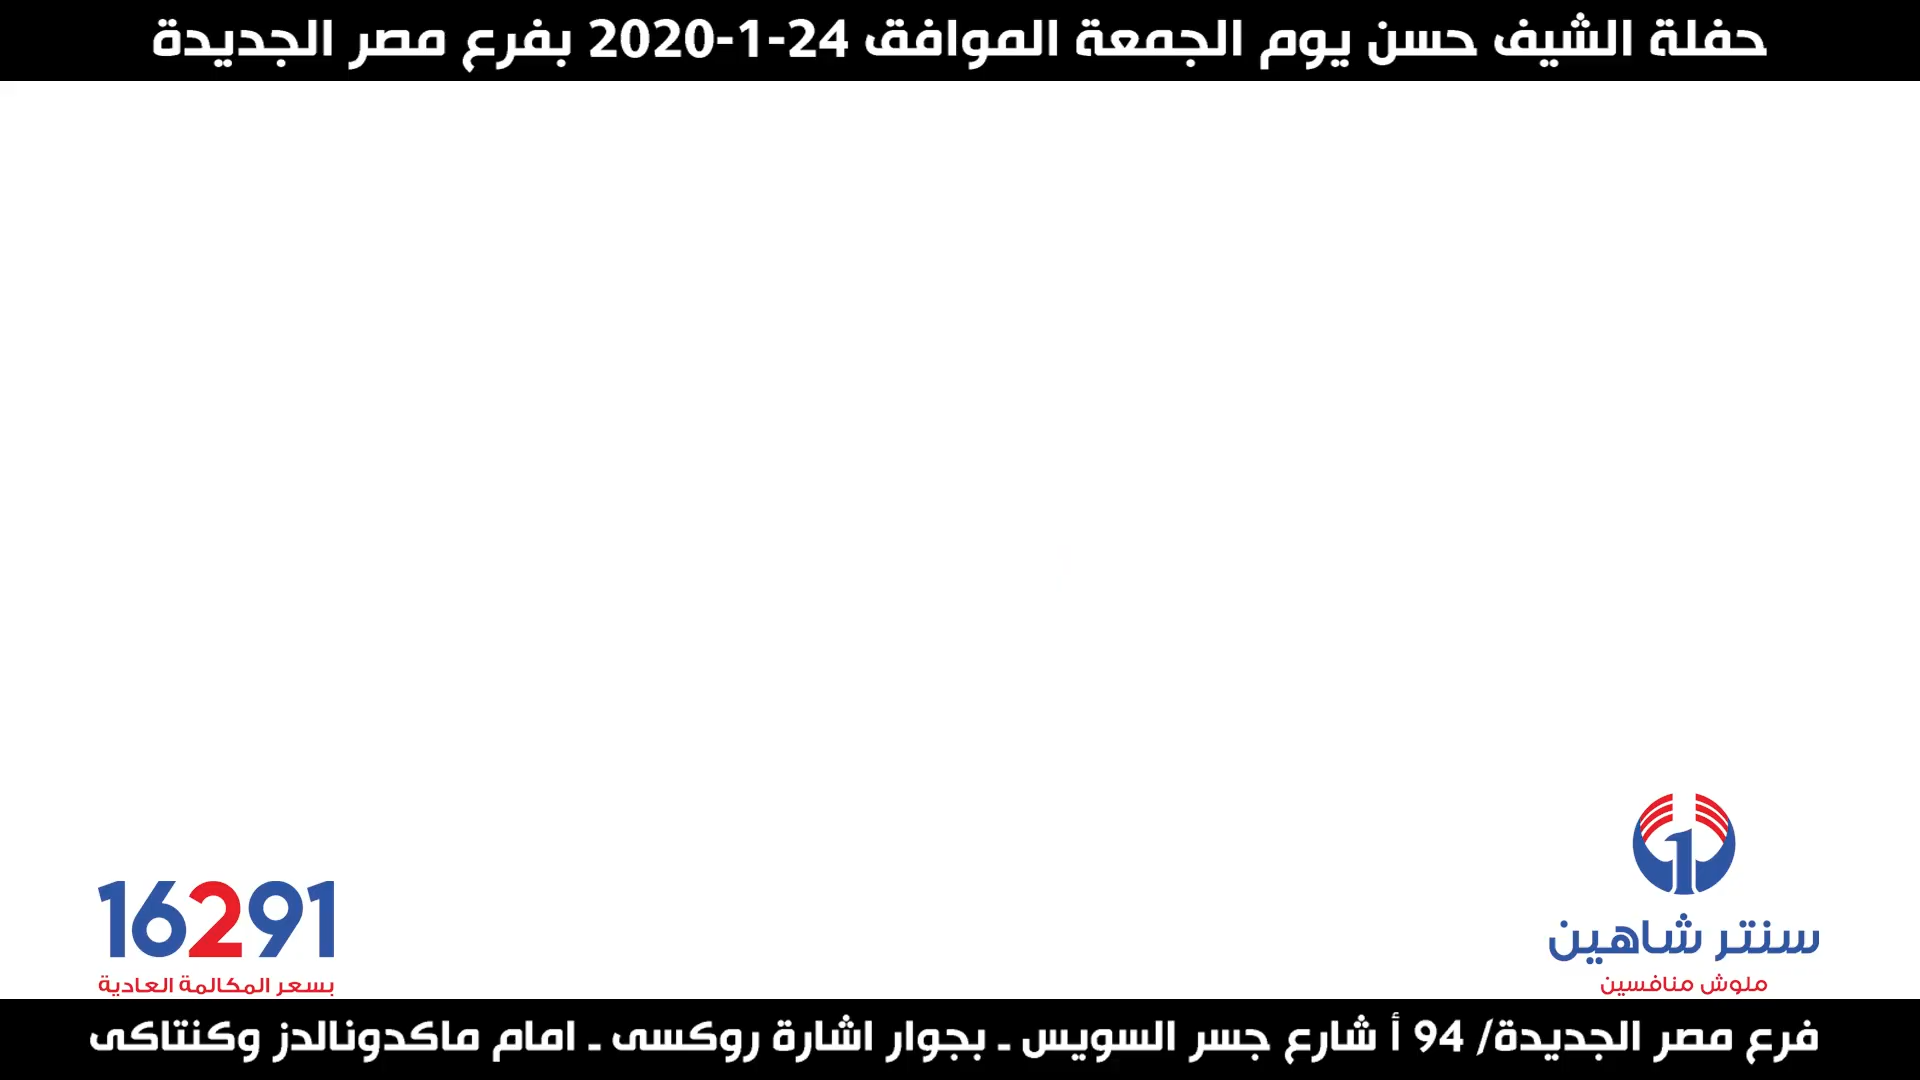 حفلة الشيف حسن يوم الجمعة الموافق 24-1-2020 بفرع مصر الجديدة
سنتر شاهين
ملوش منافسين
16291
بسعر المكالمة العادية
فرع مصر الجديدة/ 94 أ شارع جسر السويس - بجوار اشارة روكسى - امام ماكدونالدز وكنتاكى